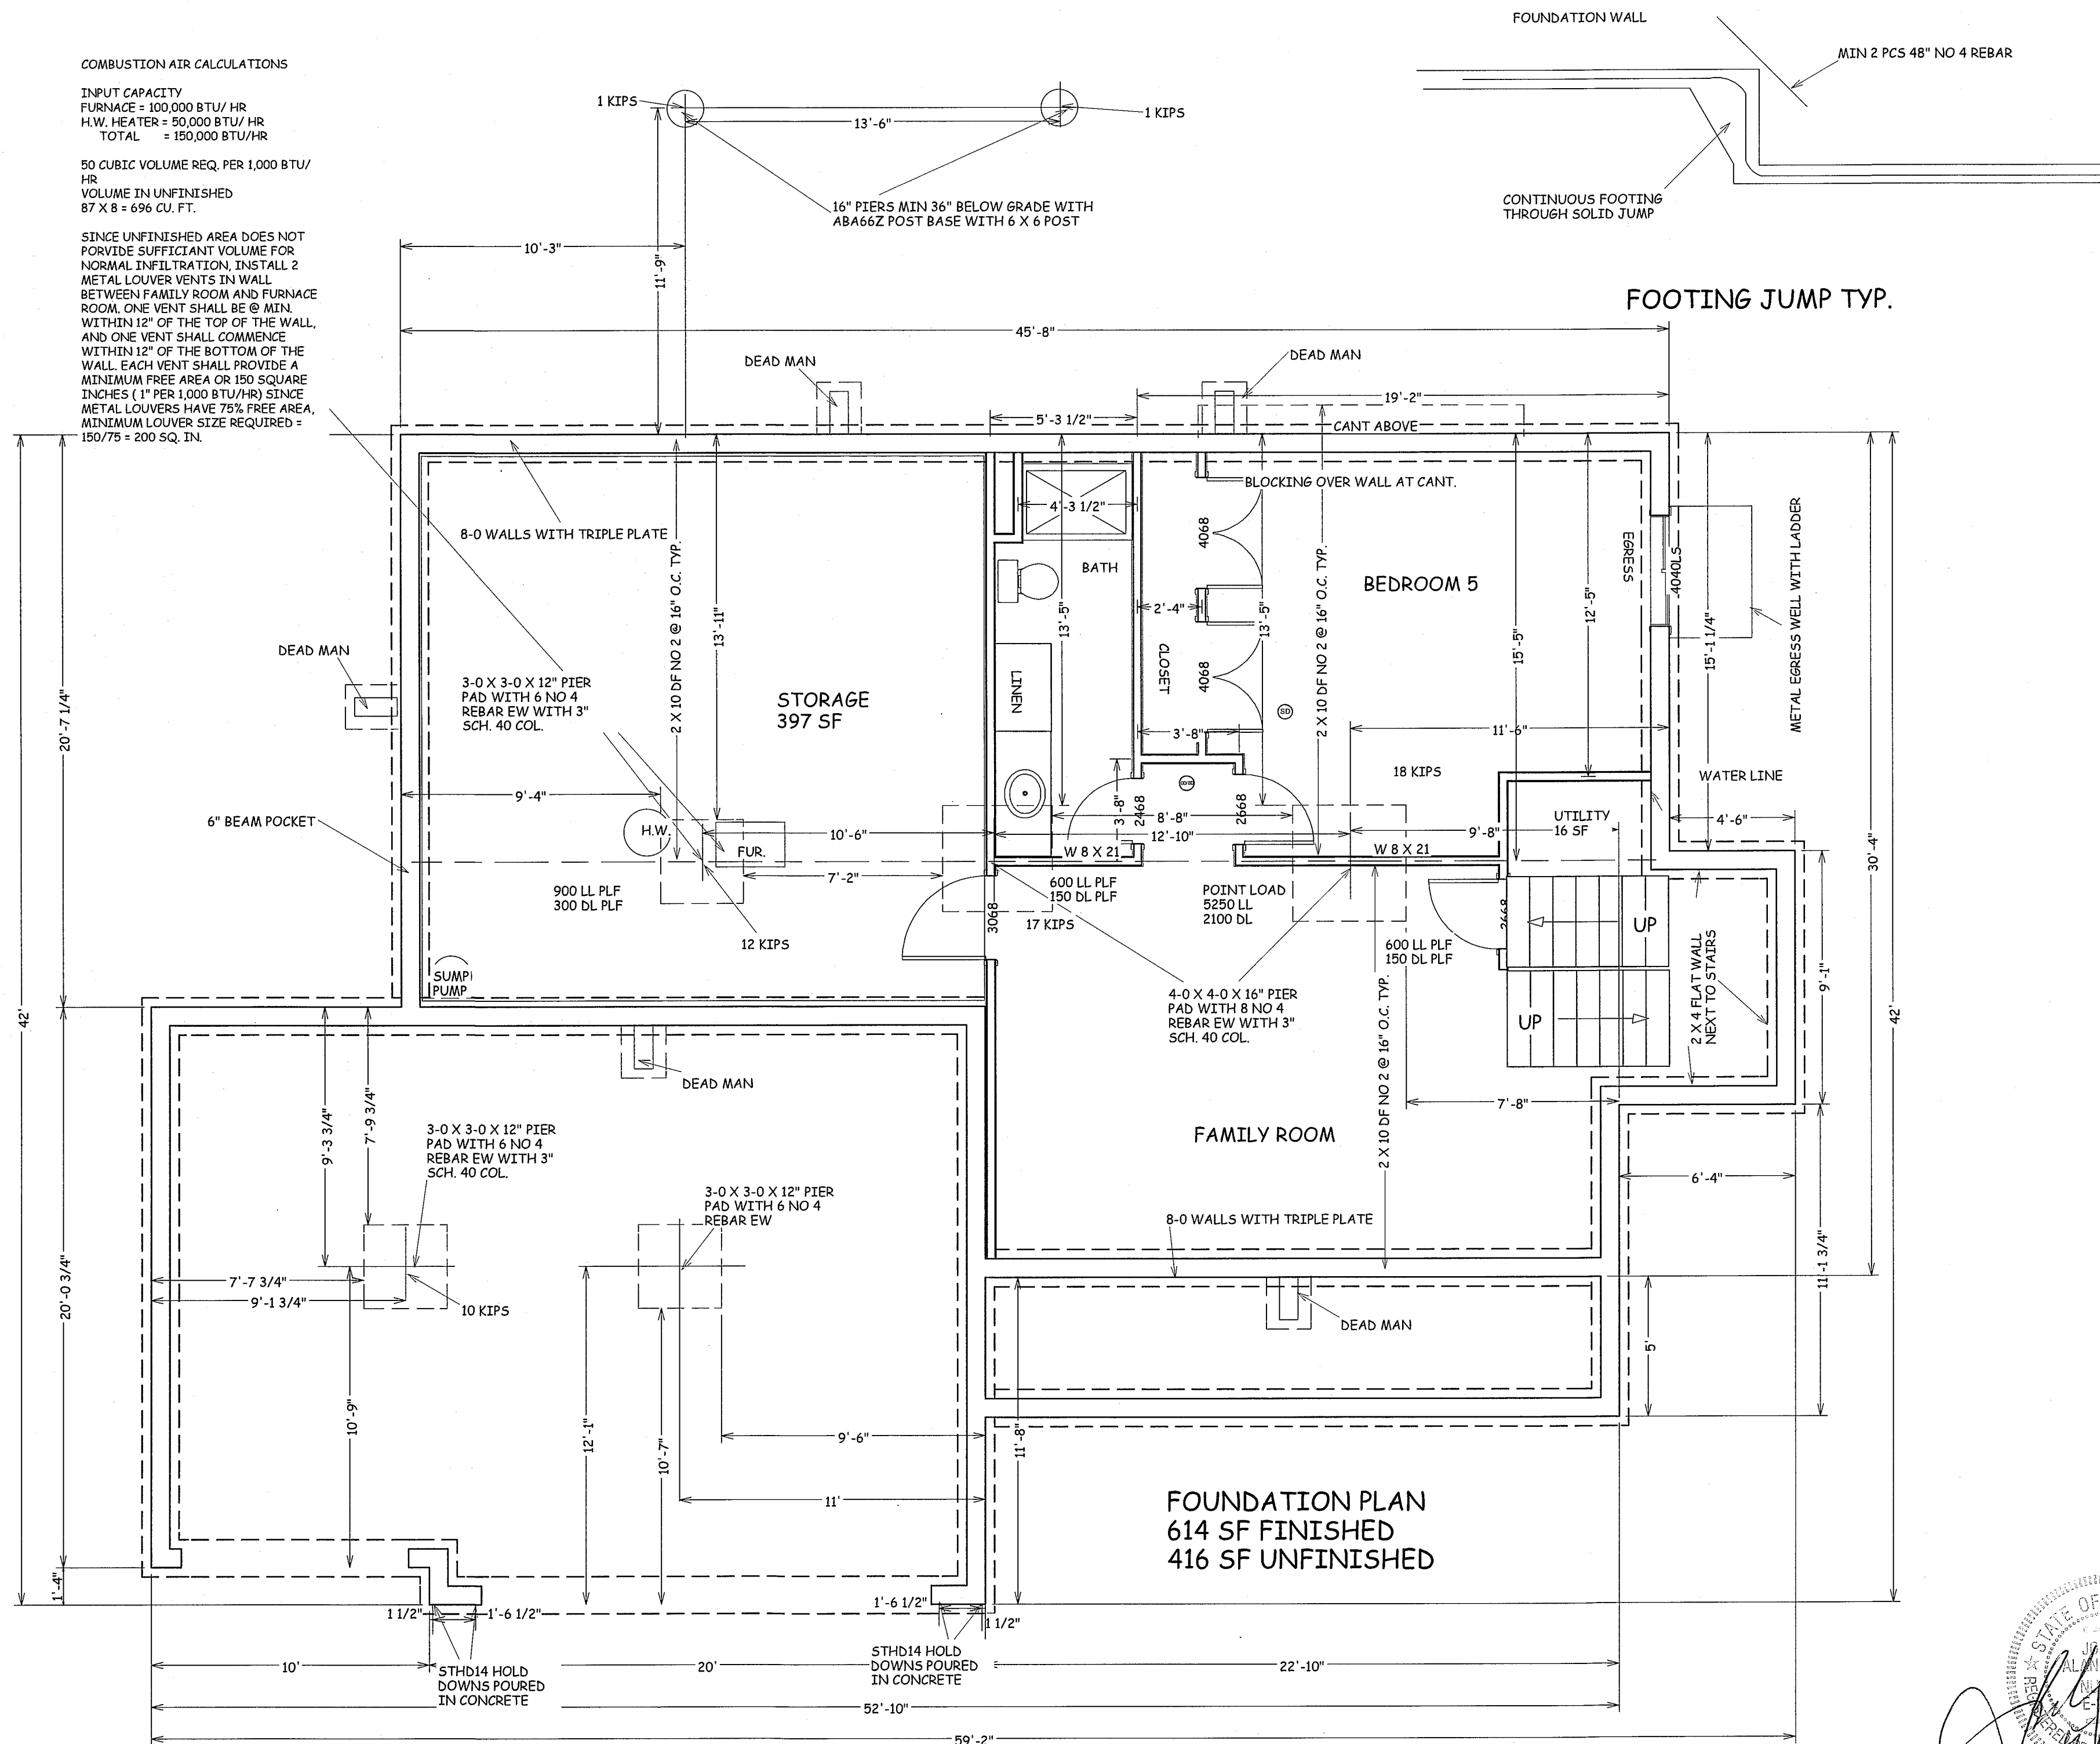 COMBUSTION AIR CALCULATIONS
INPUT CAPACITY
FURNACE = 100,000 BTU/ HR
H.W. HEATER = 50,000 BTU/ HR
TOTAL = 150,000 BTU/HR
50 CUBIC VOLUME REQ. PER 1,000 BTU/
HR
VOLUME IN UNFINISHED
87 X 8 = 696 CU. FT.
SINCE UNFINISHED AREA DOES NOT
PORVIDE SUFFICIANT VOLUME FOR
NORMAL INFILTRATION, INSTALL 2
METAL LOUVER VENTS IN WALL
BETWEEN FAMILY ROOM AND FURNACE
ROOM. ONE VENT SHALL BE @ MIN.
WITHIN 12" OF THE TOP OF THE WALL,
AND ONE VENT SHALL COMMENCE
WITHIN 12" OF THE BOTTOM OF THE
WALL. EACH VENT SHALL PROVIDE A
MINIMUM FREE AREA OR 150 SQUARE
INCHES ( 1" PER 1,000 BTU/HR) SINCE
METAL LOUVERS HAVE 75% FREE AREA,
MINIMUM LOUVER SIZE REQUIRED =
150/75 = 200 SQ. IN.
FOUNDATION WALL
MIN 2 PCS 48" NO 4 REBAR
CONTINUOUS FOOTING
THROUGH SOLID JUMP
FOOTING JUMP TYP.
1 KIPS
13'-6"
1 KIPS
16" PIERS MIN 36" BELOW GRADE WITH
ABA66Z POST BASE WITH 6 X 6 POST
10'-3"
11'-9"
45'-8"
DEAD MAN
DEAD MAN
19'-2"
5'-3 1/2"
CANT ABOVE
BLOCKING OVER WALL AT CANT.
4'-3 1/2"
8-0 WALLS WITH TRIPLE PLATE
2 X 10 DF NO 2 @ 16" O.C. TYP.
13'-11"
BATH
13'-5"
LINEN
4068
2'-4"
CLOSET
4068
3'-8"
13'-5"
SD
2 X 10 DF NO 2 @ 16" O.C. TYP.
BEDROOM 5
15'-5"
12'-5"
EGRESS
4040LS
15'-1 1/4"
METAL EGRESS WELL WITH LADDER
DEAD MAN
3-0 X 3-0 X 12" PIER
PAD WITH 6 NO 4
REBAR EW WITH 3"
SCH. 40 COL.
STORAGE
397 SF
11'-6"
18 KIPS
WATER LINE
20'-7 1/4"
9'-4"
6" BEAM POCKET
H.W.
FUR.
10'-6"
3'-8"
2468
8'-8"
2668
12'-10"
9'-8"
UTILITY
16 SF
4'-6"
W 8 X 21
W 8 X 21
7'-2"
900 LL PLF
300 DL PLF
12 KIPS
3068
600 LL PLF
150 DL PLF
17 KIPS
POINT LOAD
5250 LL
2100 DL
600 LL PLF
150 DL PLF
2668
UP
UP
2 X 4 FLAT WALL
NEXT TO STAIRS
9'-1"
30'-4"
42'
42'
SUMP
PUMP
4-0 X 4-0 X 16" PIER
PAD WITH 8 NO 4
REBAR EW WITH 3"
SCH. 40 COL.
2 X 10 DF NO 2 @ 16" O.C. TYP.
7'-8"
6'-4"
DEAD MAN
9'-3 3/4"
7'-9 3/4"
3-0 X 3-0 X 12" PIER
PAD WITH 6 NO 4
REBAR EW WITH 3"
SCH. 40 COL.
3-0 X 3-0 X 12" PIER
PAD WITH 6 NO 4
REBAR EW
FAMILY ROOM
8-0 WALLS WITH TRIPLE PLATE
20'-0 3/4"
7'-7 3/4"
9'-1 3/4"
10 KIPS
DEAD MAN
5'
11'-1 3/4"
10'-9"
12'-1"
10'-7"
9'-6"
11'
11'-8"
FOUNDATION PLAN
614 SF FINISHED
416 SF UNFINISHED
1'-4"
1 1/2"
1'-6 1/2"
1'-6 1/2"
1 1/2"
STHD14 HOLD
DOWNS POURED
IN CONCRETE
STHD14 HOLD
DOWNS POURED
IN CONCRETE
10'
20'
22'-10"
52'-10"
59'-2"
STATE OF